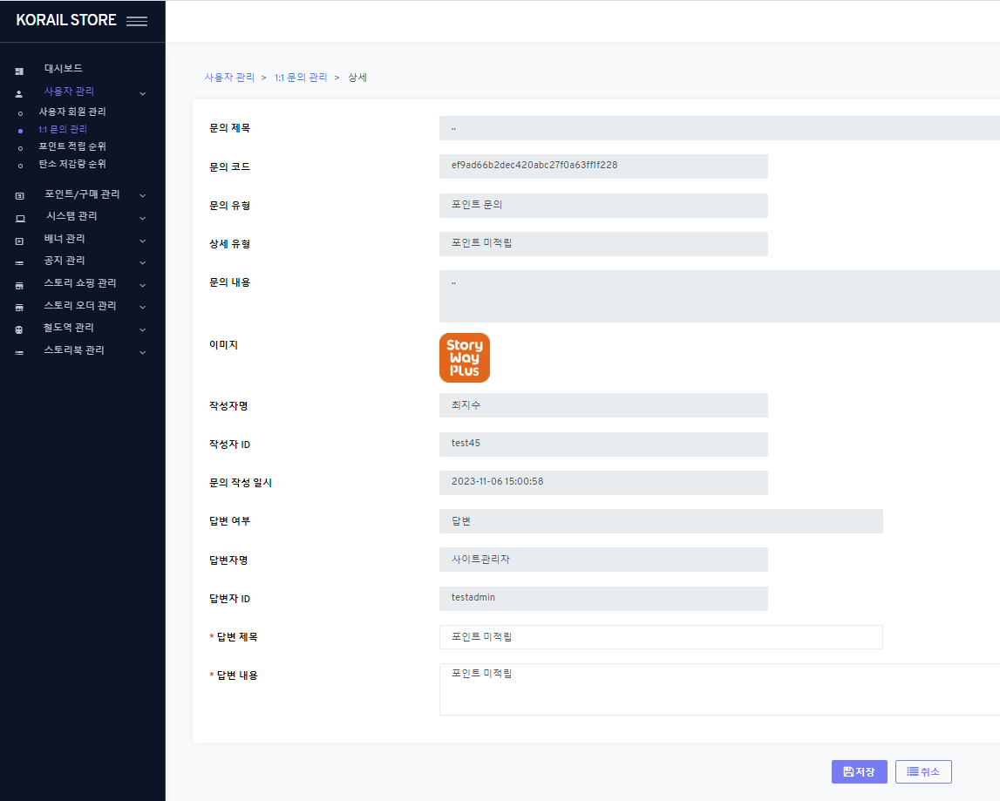 KORAIL STORE
대시보드
사용자 관리
사용자 회원 관리
1:1 문의 관리
포인트 적립 순위
탄소 저감량 순위
포인트/구매 관리
시스템 관리
배너 관리
공지 관리
스토리 쇼핑 관리
스토리 오더 관리
철도역 관리
스토리북 관리
사용자 관리 > 1:1 문의 관리 > 상세
문의 제목 ..
문의 코드 ef9ad66b2dec420abc27f0a63ff1f228
문의 유형 포인트 문의
상세 유형 포인트 미적립
문의 내용 ..
이미지
Story
Way
Plus
작성자명 최지수
작성자 ID test45
문의 작성 일시 2023-11-06 15:00:58
답변 여부 답변
답변자명 사이트관리자
답변자 ID testadmin
* 답변 제목 포인트 미적립
* 답변 내용 포인트 미적립
저장 취소